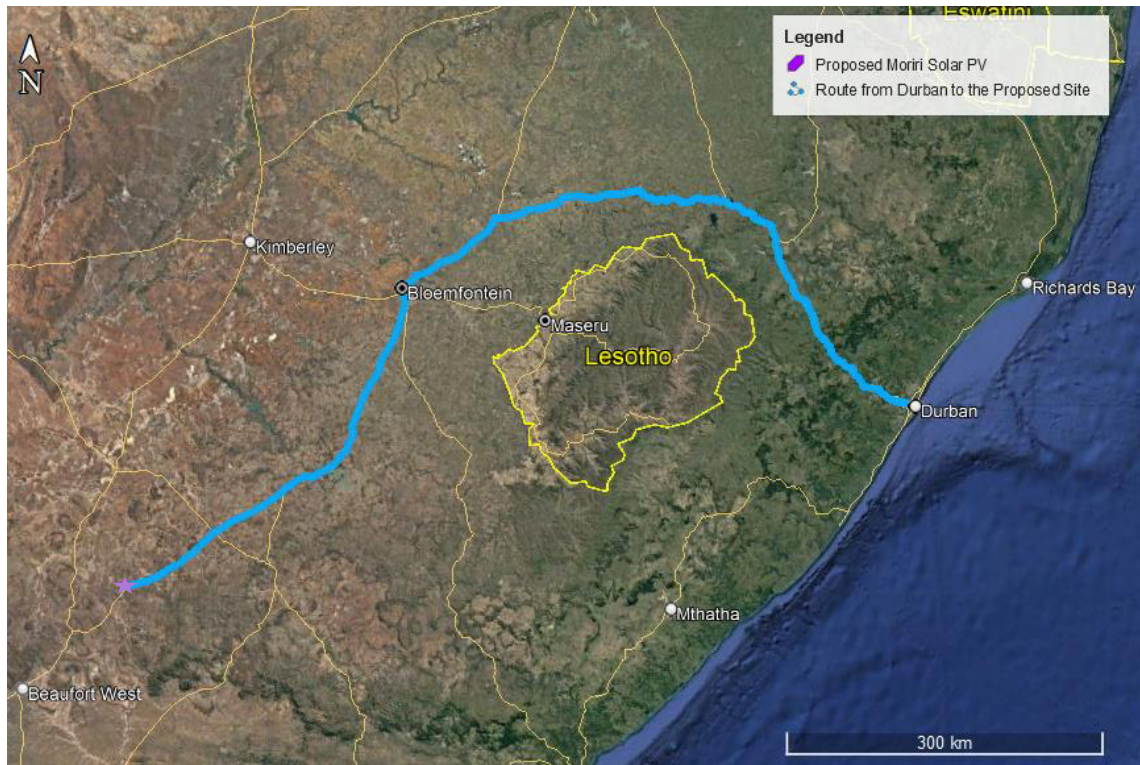 Eswatini
Legend
Proposed Moriri Solar PV
Route from Durban to the Proposed Site
N
Kimberley
Bloemfontein
Richards Bay
Maseru
Lesotho
Durban
Mthatha
Beaufort West
300 km